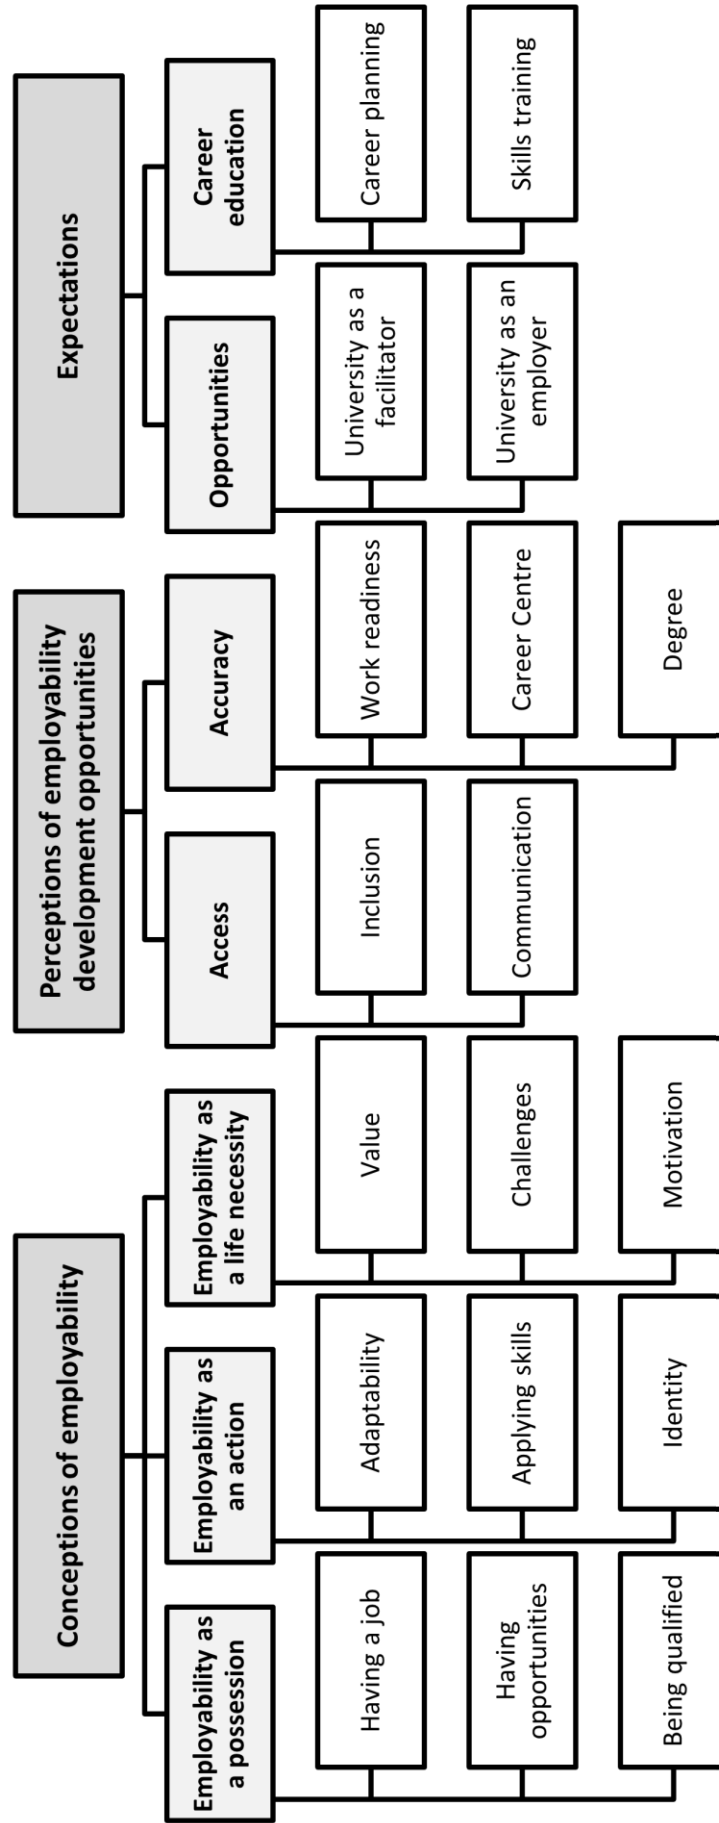 Conceptions of employability
Employability as
a possession
Having a job
Having
opportunities
Being qualified
Employability as
an action
Adaptability
Applying skills
Identity
Employability as
a life necessity
Value
Challenges
Motivation
Perceptions of employability
development opportunities
Access
Inclusion
Communication
Accuracy
Work readiness
Career Centre
Degree
Expectations
Opportunities
University as a
facilitator
University as an
employer
Career
education
Career planning
Skills training